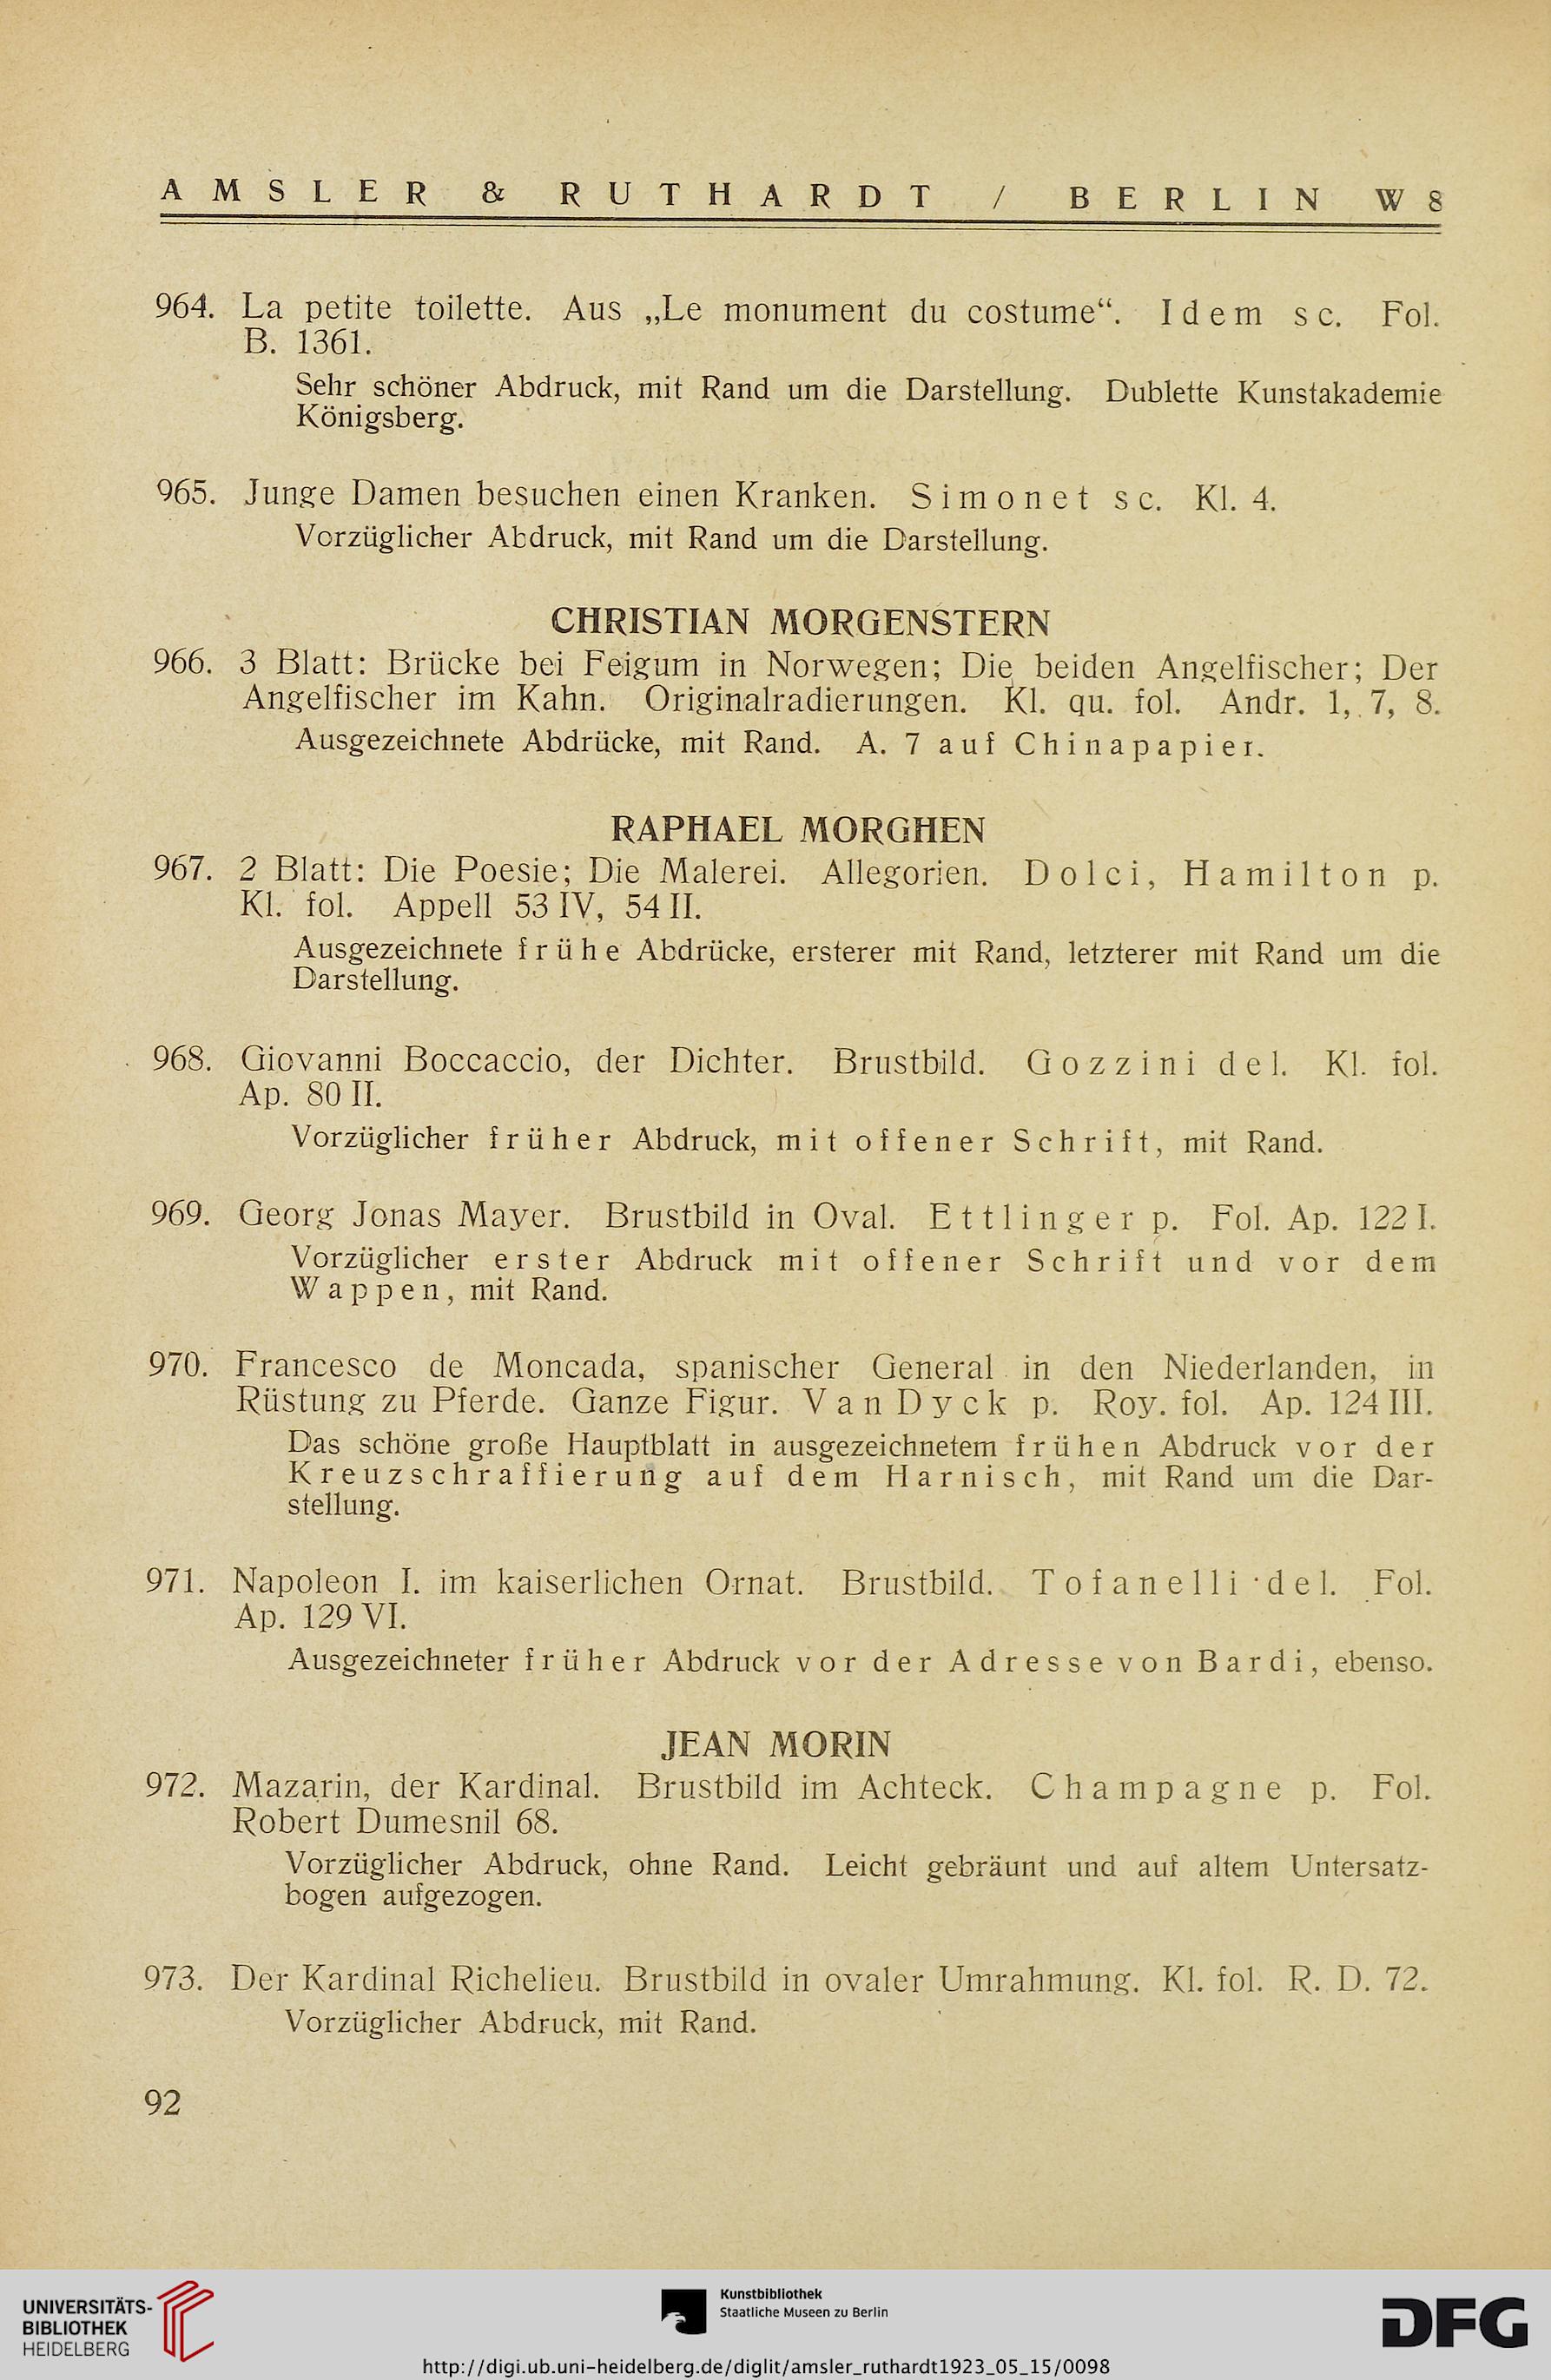 AMSLER & RUTHARDT / BERLIN W 8
964. La petite toilette. Aus „Le monument du costume“. Idem sc. Fol.
B. 1361.
Sehr schöner Abdruck, mit Rand um die Darstellung. Dublette Kunstakademie
Königsberg.
965. Junge Damen besuchen einen Kranken. Simonet sc. Kl. 4.
Vorzüglicher Abdruck, mit Rand um die Darstellung.
CHRISTIAN MORGENSTERN
966. 3 Blatt: Brücke bei Feigum in Norwegen; Die beiden Angelfischer; Der
Angelfischer im Kahn. Originalradierungen. Kl. qu. fol. Andr. 1, 7, 8.
Ausgezeichnete Abdrücke, mit Rand. A. 7 auf Chinapapier.
RAPHAEL MORGHEN
967. 2 Blatt: Die Poesie; Die Malerei. Allegorien. Dolci, Hamilton p.
Kl. fol. Appell 53 IV, 54 II.
Ausgezeichnete frühe Abdrücke, ersterer mit Rand, letzterer mit Rand um die
Darstellung.
968. Giovanni Boccaccio, der Dichter. Brustbild. Gozzini del. Kl. fol.
Ap. 80 II.
Vorzüglicher früher Abdruck, mit offener Schrift, mit Rand.
969. Georg Jonas Mayer. Brustbild in Oval. Ettlinger p. Fol. Ap. 122 I.
Vorzüglicher erster Abdruck mit offener Schrift und vor dem
Wappen, mit Rand.
970. Francesco de Moncada, spanischer General in den Niederlanden, in
Rüstung zu Pferde. Ganze Figur. Van Dyck p. Roy. fol. Ap. 124 III.
Das schöne große Hauptblatt in ausgezeichnetem frühen Abdruck vor der
Kreuzschraffierung auf dem Harnisch, mit Rand um die Dar-
stellung.
971. Napoleon I. im kaiserlichen Ornat. Brustbild. Tofanelli del. Fol.
Ap. 129 VI.
Ausgezeichneter früher Abdruck vor der Adresse von Bardi, ebenso.
JEAN MORIN
972. Mazarin, der Kardinal. Brustbild im Achteck. Champagne p. Fol.
Robert Dumesnil 68.
Vorzüglicher Abdruck, ohne Rand. Leicht gebräunt und auf altem Untersatz-
bogen aufgezogen.
973. Der Kardinal Richelieu. Brustbild in ovaler Umrahmung. Kl. fol. R. D. 72.
Vorzüglicher Abdruck, mit Rand.
92
UNIVERSITÄTS-
BIBLIOTHEK
HEIDELBERG
Kunstbibliothek
Staatliche Museen zu Berlin
DFG
http://digi.ub.uni-heidelberg.de/diglit/amsler_ruthardt1923_05_15/0098